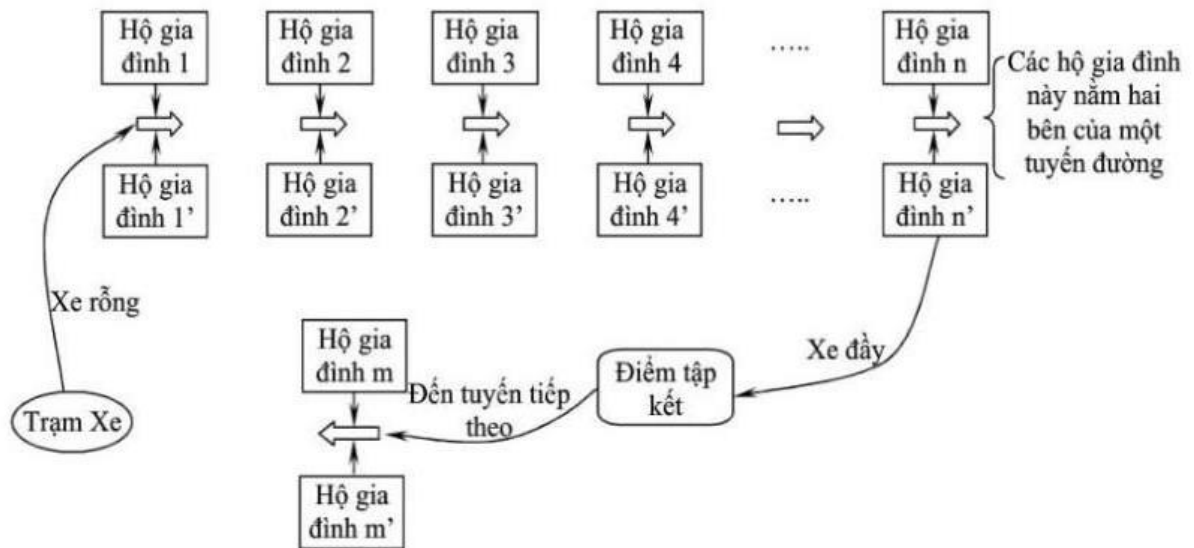 Hộ gia
đình 1
Hộ gia
đình 2
Hộ gia
đình 3
Hộ gia
đình 4
.....
Hộ gia
đình n
Các hộ gia đình
này nằm hai
bên của một
tuyến đường
Hộ gia
đình 1’
Hộ gia
đình 2’
Hộ gia
đình 3’
Hộ gia
đình 4’
.....
Hộ gia
đình n’
Xe rỗng
Trạm Xe
Hộ gia
đình m
Đến tuyến tiếp
theo
Điểm tập
kết
Xe đầy
Hộ gia
đình m’